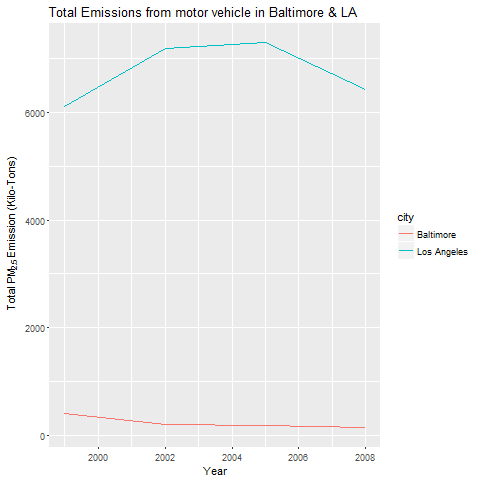 Total Emissions from motor vehicle in Baltimore & LA
Total PM2.5 Emission (Kilo-Tons)
6000
4000
2000
0
2000
2002
2004
2006
2008
Year
city
Baltimore
Los Angeles